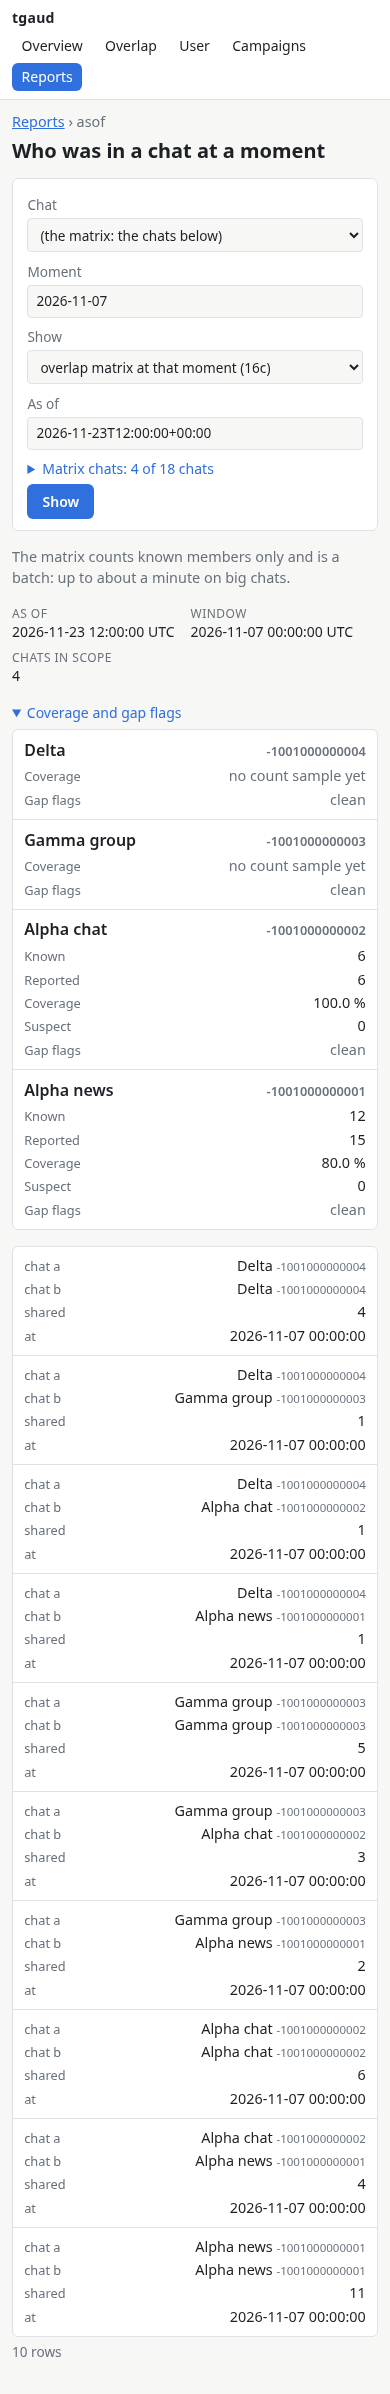 tgaud
Overview Overlap User Campaigns
Reports
Reports › asof
Who was in a chat at a moment
Chat
(the matrix: the chats below)
Moment
2026-11-07
Show
overlap matrix at that moment (16c)
As of
2026-11-23T12:00:00+00:00
▶ Matrix chats: 4 of 18 chats
Show
The matrix counts known members only and is a
batch: up to about a minute on big chats.
AS OF WINDOW
2026-11-23 12:00:00 UTC 2026-11-07 00:00:00 UTC
CHATS IN SCOPE
4
▼ Coverage and gap flags
Delta -1001000000004
Coverage no count sample yet
Gap flags clean
Gamma group -1001000000003
Coverage no count sample yet
Gap flags clean
Alpha chat -1001000000002
Known 6
Reported 6
Coverage 100.0 %
Suspect 0
Gap flags clean
Alpha news -1001000000001
Known 12
Reported 15
Coverage 80.0 %
Suspect 0
Gap flags clean
chat a Delta -1001000000004
chat b Delta -1001000000004
shared 4
at 2026-11-07 00:00:00
chat a Delta -1001000000004
chat b Gamma group -1001000000003
shared 1
at 2026-11-07 00:00:00
chat a Delta -1001000000004
chat b Alpha chat -1001000000002
shared 1
at 2026-11-07 00:00:00
chat a Delta -1001000000004
chat b Alpha news -1001000000001
shared 1
at 2026-11-07 00:00:00
chat a Gamma group -1001000000003
chat b Gamma group -1001000000003
shared 5
at 2026-11-07 00:00:00
chat a Gamma group -1001000000003
chat b Alpha chat -1001000000002
shared 3
at 2026-11-07 00:00:00
chat a Gamma group -1001000000003
chat b Alpha news -1001000000001
shared 2
at 2026-11-07 00:00:00
chat a Alpha chat -1001000000002
chat b Alpha chat -1001000000002
shared 6
at 2026-11-07 00:00:00
chat a Alpha chat -1001000000002
chat b Alpha news -1001000000001
shared 4
at 2026-11-07 00:00:00
chat a Alpha news -1001000000001
chat b Alpha news -1001000000001
shared 11
at 2026-11-07 00:00:00
10 rows